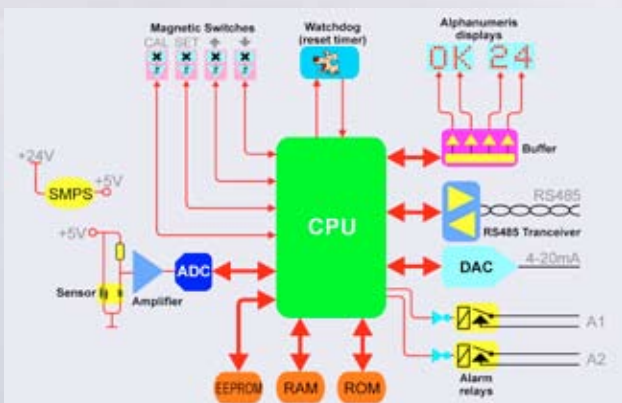 Magnetic Switches
CAL SET
Watchdog
(reset timer)
Alphanumeris
displays
OK 24
Buffer
+24V
+5V
SMPS
CPU
RS485
RS485 Tranceiver
+5V
ADC
Sensor
Amplifier
DAC
4-20mA
A1
A2
Alarm
relays
EEPROM
RAM
ROM